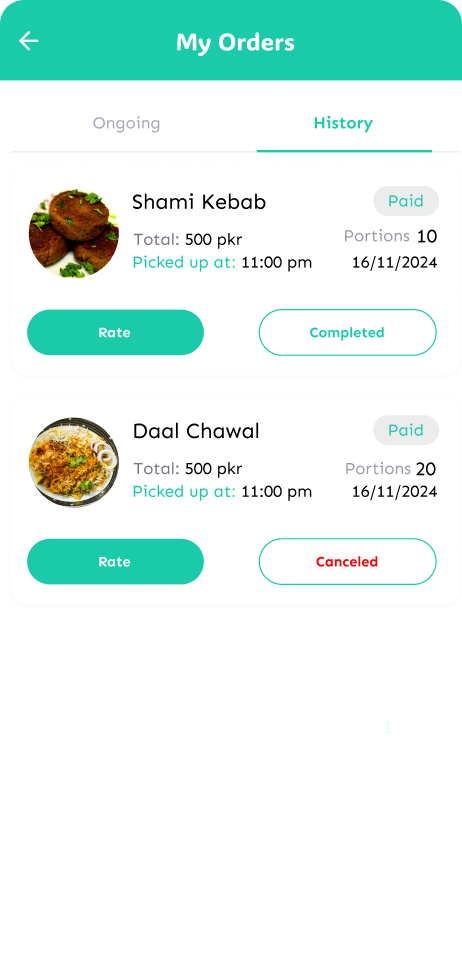 My Orders
Ongoing
History
Shami Kebab
Paid
Total: 500 pkr
Portions 10
Picked up at: 11:00 pm
16/11/2024
Rate
Completed
Daal Chawal
Paid
Total: 500 pkr
Portions 20
Picked up at: 11:00 pm
16/11/2024
Rate
Canceled
1